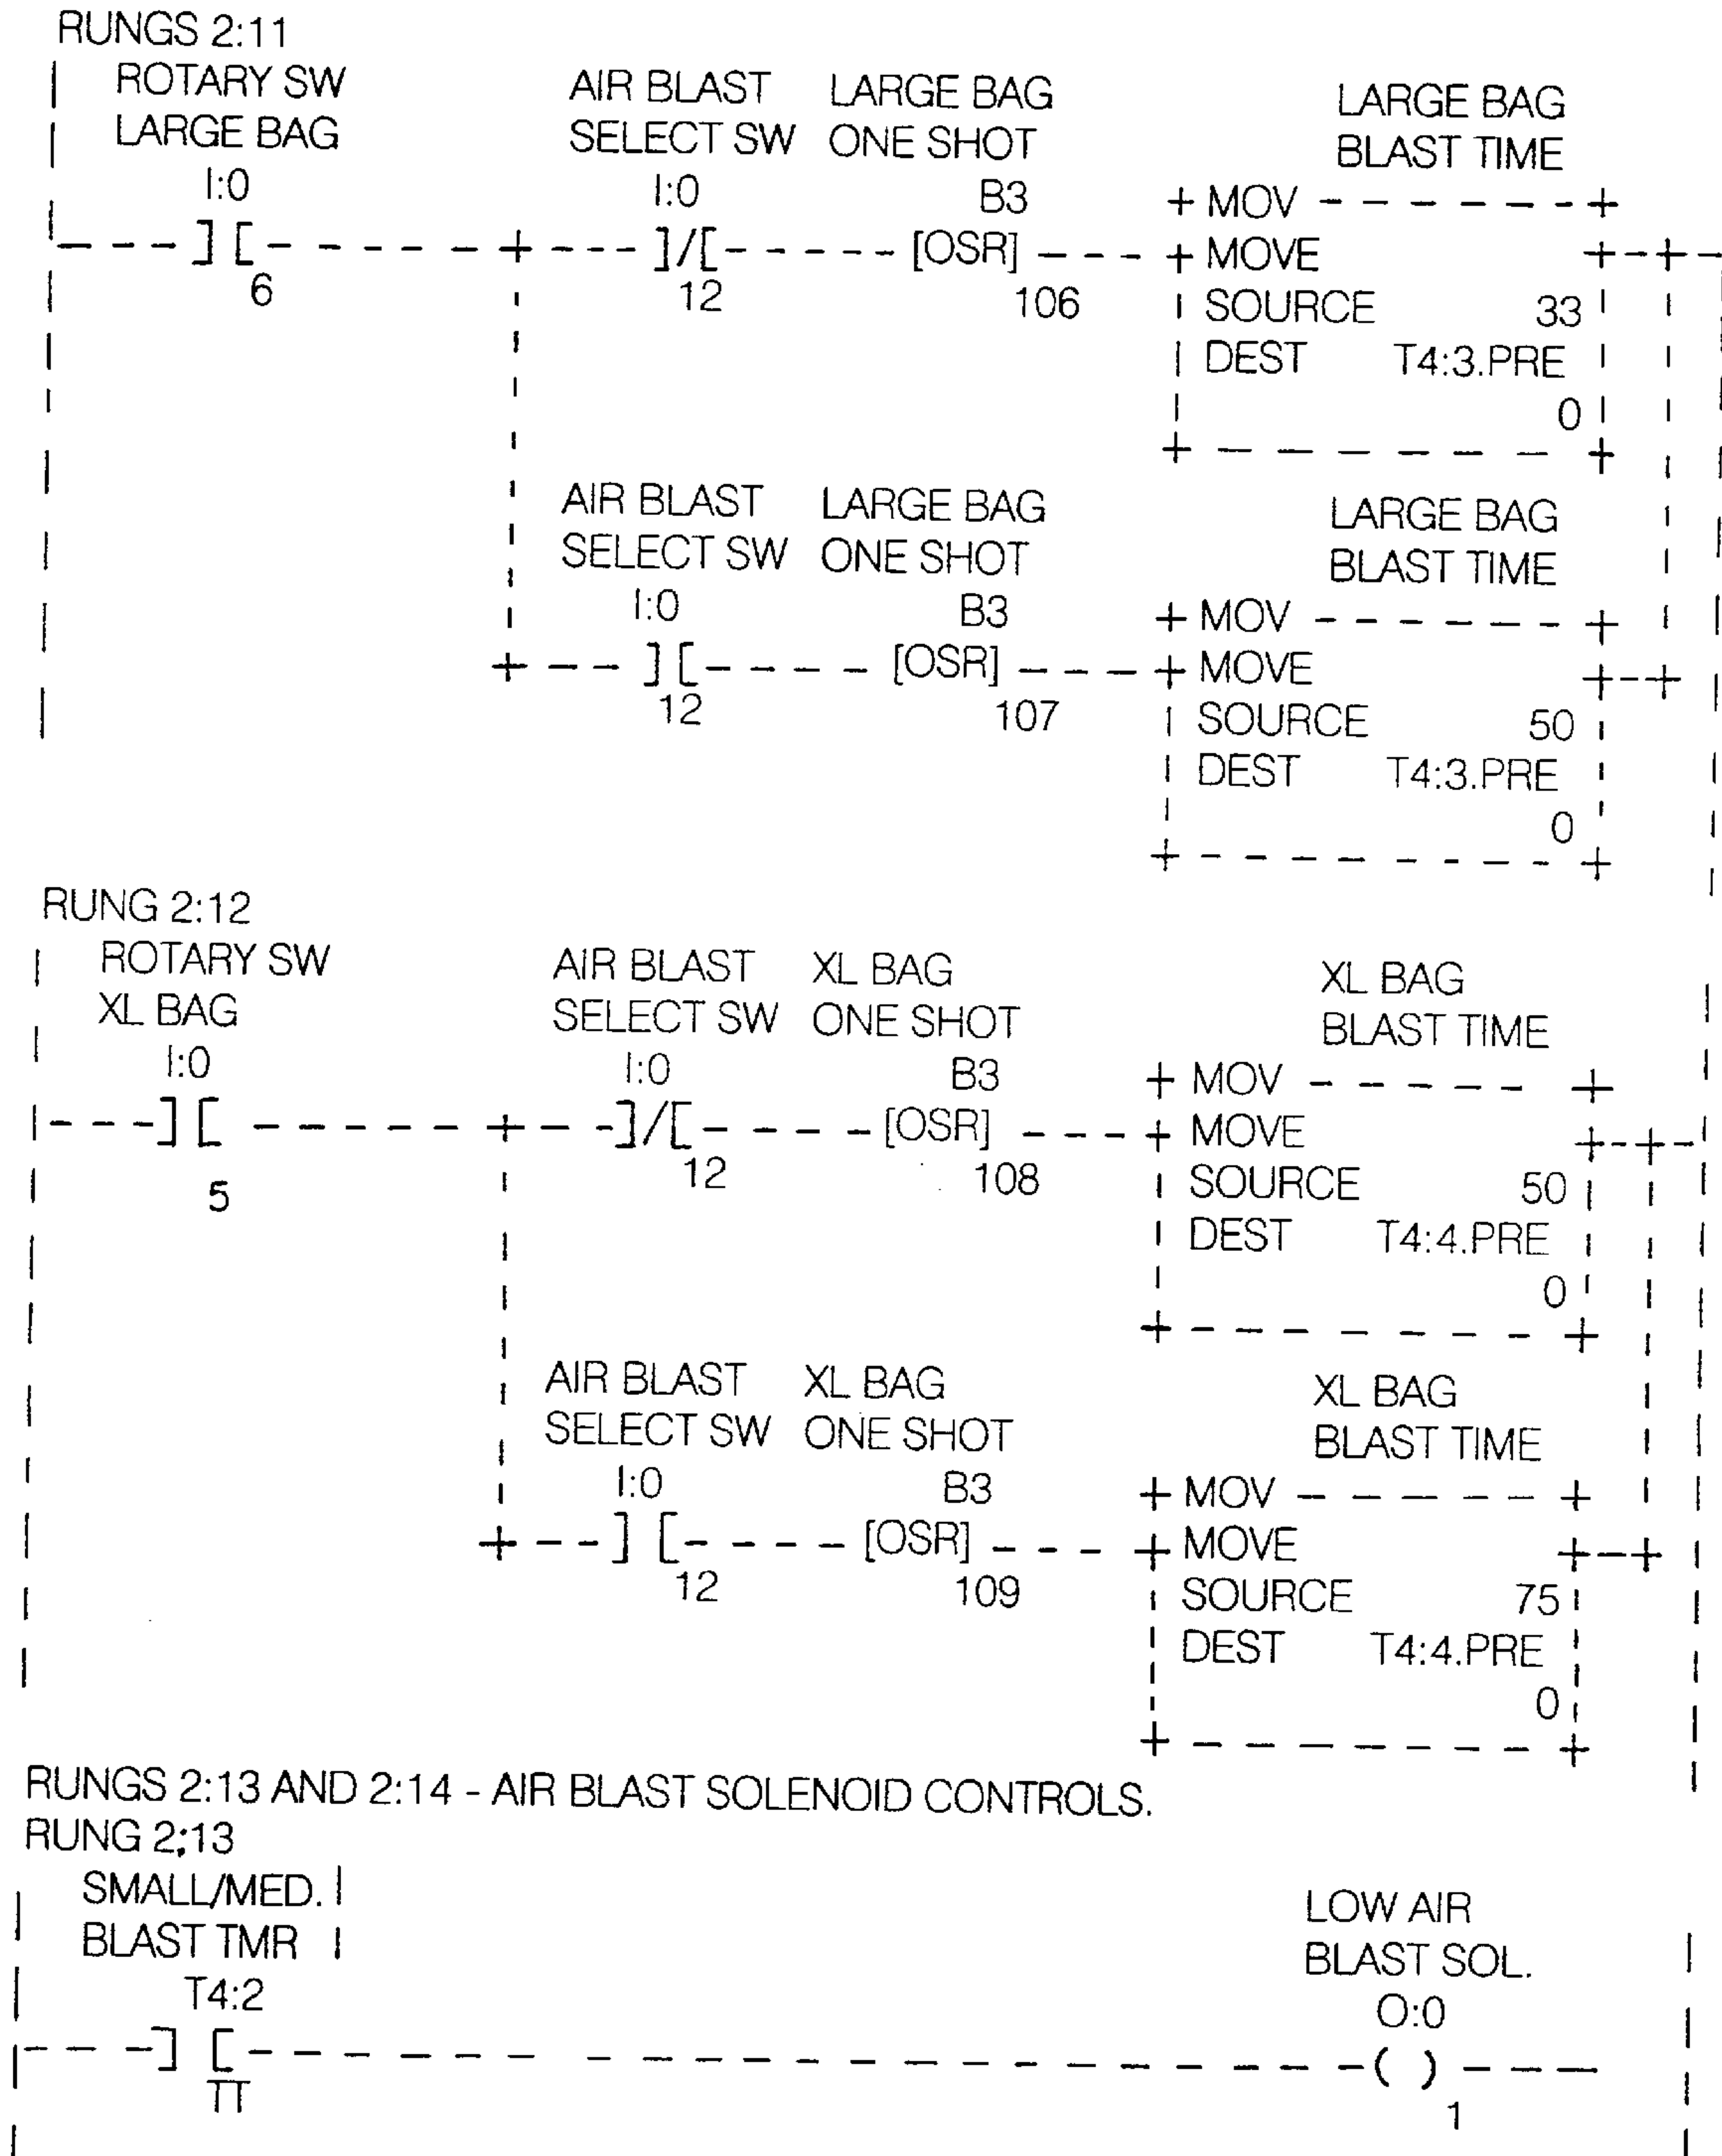 RUNGS 2:11
ROTARY SW AIR BLAST LARGE BAG LARGE BAG
LARGE BAG SELECT SW ONE SHOT BLAST TIME
I:0 I:0 B3 + MOV - - - - - - -+
|- - - ] [- - - - - - -+- - - - ]/[- - - - - [OSR] - - - + MOVE +--+-
6 12 106 SOURCE 33
DEST T4:3.PRE
0
+ - - - - - - - +
AIR BLAST LARGE BAG LARGE BAG
SELECT SW ONE SHOT BLAST TIME
I:0 B3 + MOV - - - - - - - +
+ - - - ] [- - - - - [OSR] - - - + MOVE +--+
12 107 SOURCE 50
DEST T4:3.PRE
0
+ - - - - - - - - +
RUNG 2:12
ROTARY SW AIR BLAST XL BAG XL BAG
XL BAG SELECT SW ONE SHOT BLAST TIME
I:0 I:0 B3 + MOV - - - - - +
|- - - -] [ - - - - - - + - - -]/[- - - - -[OSR] - - - + MOVE +--+-
5 12 108 SOURCE 50
DEST T4:4.PRE
0
+ - - - - - - - - +
AIR BLAST XL BAG XL BAG
SELECT SW ONE SHOT BLAST TIME
I:0 B3 + MOV - - - - - - +
+ - - -] [- - - - - [OSR] - - - + MOVE +--+
12 109 SOURCE 75
DEST T4:4.PRE
0
+ - - - - - - - - +
RUNGS 2:13 AND 2:14 - AIR BLAST SOLENOID CONTROLS.
RUNG 2;13
SMALL/MED. LOW AIR
BLAST TMR BLAST SOL.
T4:2 O:0
|- - - -] [- - - - - - - - - - - - - - - - - - - - - - -( ) - - -
TT 1